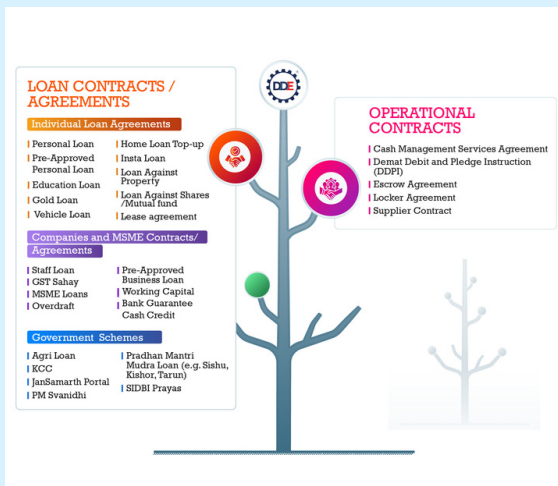 DDE
LOAN CONTRACTS /
AGREEMENTS
Individual Loan Agreements
Personal Loan
Pre-Approved
Personal Loan
Education Loan
Gold Loan
Vehicle Loan
Home Loan Top-up
Insta Loan
Loan Against
Property
Loan Against Shares
/Mutual fund
Lease agreement
Companies and MSME Contracts/
Agreements
Staff Loan
GST Sahay
MSME Loans
Overdraft
Pre-Approved
Business Loan
Working Capital
Bank Guarantee
Cash Credit
Government Schemes
Agri Loan
KCC
JanSamarth Portal
PM Svanidhi
Pradhan Mantri
Mudra Loan (e.g. Sishu,
Kishor, Tarun)
SIDBI Prayas
OPERATIONAL
CONTRACTS
Cash Management Services Agreement
Demat Debit and Pledge Instruction
(DDPI)
Escrow Agreement
Locker Agreement
Supplier Contract